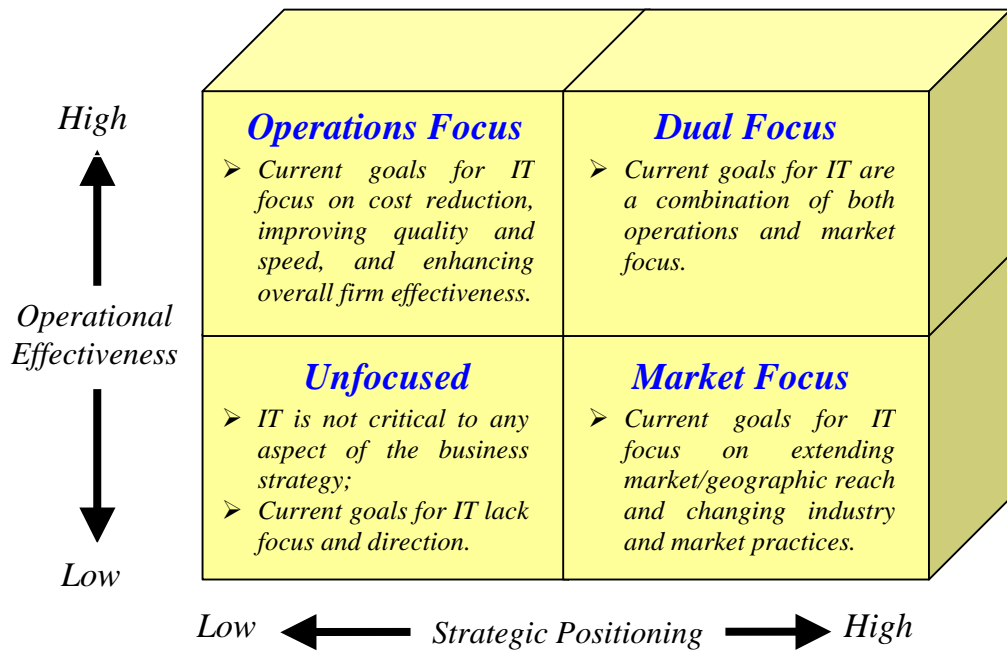 High
Operational
Effectiveness
Low
Operations Focus
➢ Current goals for IT
focus on cost reduction,
improving quality and
speed, and enhancing
overall firm effectiveness.
Dual Focus
➢ Current goals for IT are
a combination of both
operations and market
focus.
Unfocused
➢ IT is not critical to any
aspect of the business
strategy;
➢ Current goals for IT lack
focus and direction.
Market Focus
➢ Current goals for IT
focus on extending
market/geographic reach
and changing industry
and market practices.
Low Strategic Positioning High